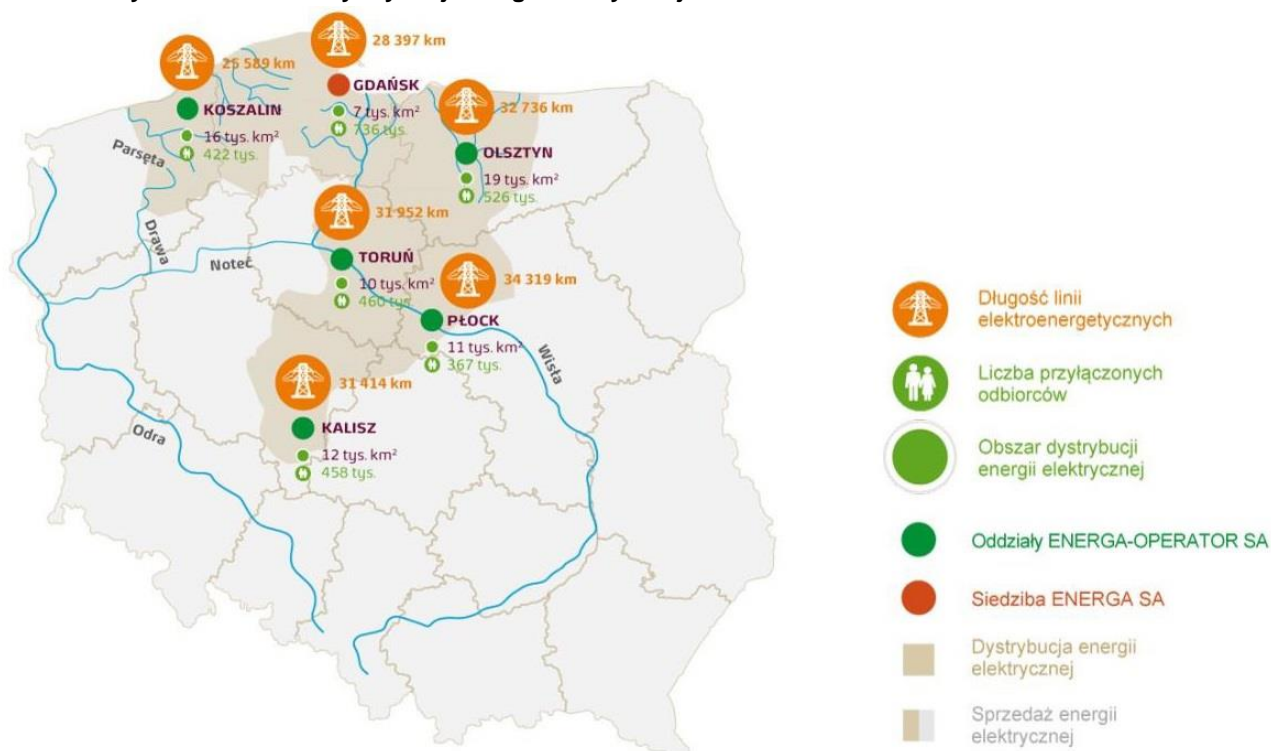 28 397 km
25 589 km
GDAŃSK
7 tys. km²
736 tys.
32 736 km
KOSZALIN
16 tys. km²
422 tys.
OLSZTYN
19 tys. km²
526 tys.
Parsęta
31 952 km
Drawa
Noteć
TORUŃ
10 tys. km²
460 tys.
34 319 km
PŁOCK
11 tys. km²
367 tys.
Wisła
31 414 km
KALISZ
12 tys. km²
458 tys.
Odra
Długość linii
elektroenergetycznych
Liczba przyłączonych
odbiorców
Obszar dystrybucji
energii elektrycznej
Oddziały ENERGA-OPERATOR SA
Siedziba ENERGA SA
Dystrybucja energii
elektrycznej
Sprzedaż energii
elektrycznej